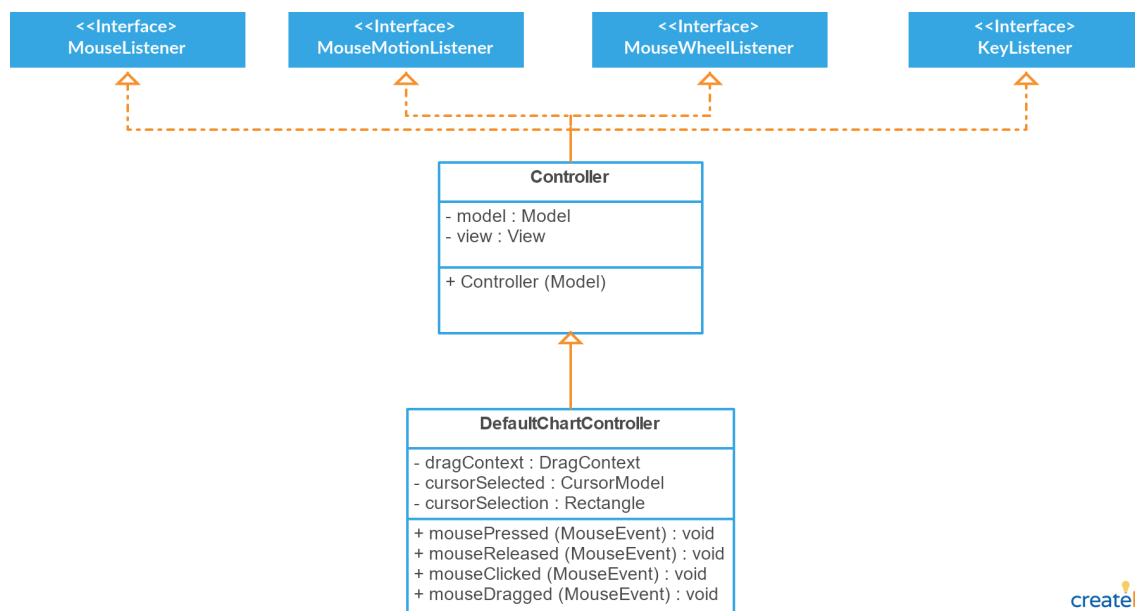 <<Interface>
MouseListener
<<Interface>
MouseMotionListener
<<Interface>
MouseWheelListener
<<Interface>
KeyListener
Controller
- model : Model
- view : View
+ Controller (Model)
DefaultChartController
- dragContext : DragContext
- cursorSelected : CursorModel
- cursorSelection : Rectangle
+ mousePressed (MouseEvent) : void
+ mouseReleased (MouseEvent) : void
+ mouseClicked (MouseEvent) : void
+ mouseDragged (MouseEvent) : void
create